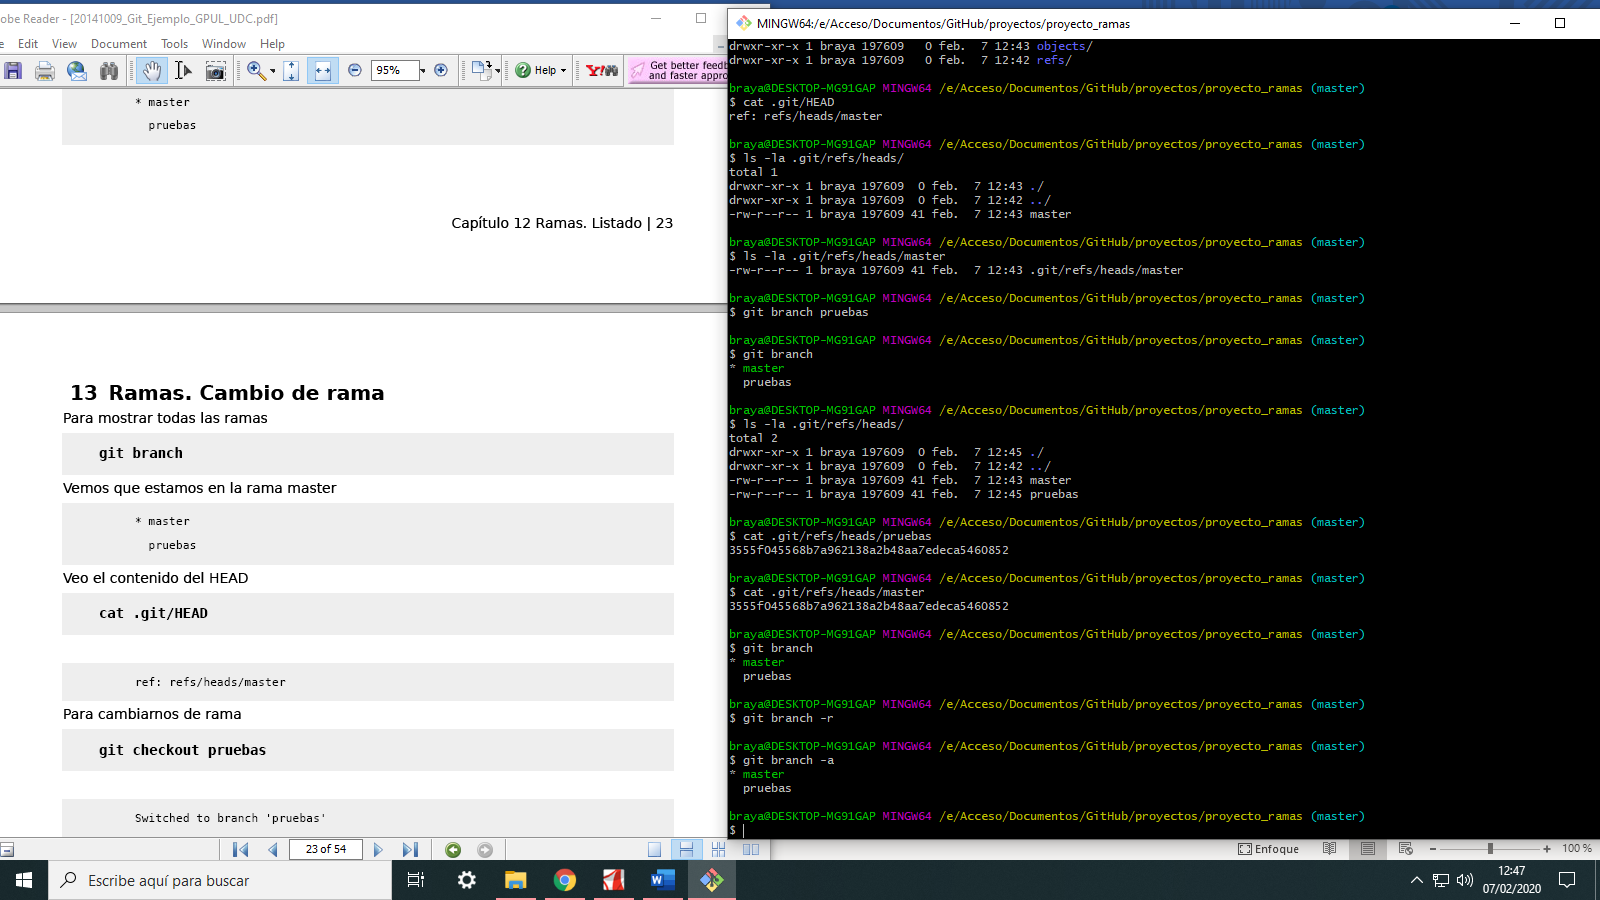 obe Reader - [20141009_Git_Ejemplo_GPUL_UDC.pdf]
e Edit View Document Tools Window Help
95%
Help
Y!
Get better feedb
and faster appro
* master
pruebas
Capítulo 12 Ramas. Listado | 23
13 Ramas. Cambio de rama
Para mostrar todas las ramas
git branch
Vemos que estamos en la rama master
* master
pruebas
Veo el contenido del HEAD
cat .git/HEAD
ref: refs/heads/master
Para cambiarnos de rama
git checkout pruebas
Switched to branch 'pruebas'
23 of 54
MINGW64:/e/Acceso/Documentos/GitHub/proyectos/proyecto_ramas
drwxr-xr-x 1 braya 197609   0 feb.  7 12:43 objects/
drwxr-xr-x 1 braya 197609   0 feb.  7 12:42 refs/
braya@DESKTOP-MG91GAP MINGW64 /e/Acceso/Documentos/GitHub/proyectos/proyecto_ramas (master)
$ cat .git/HEAD
ref: refs/heads/master
braya@DESKTOP-MG91GAP MINGW64 /e/Acceso/Documentos/GitHub/proyectos/proyecto_ramas (master)
$ ls -la .git/refs/heads/
total 1
drwxr-xr-x 1 braya 197609  0 feb.  7 12:43 ./
drwxr-xr-x 1 braya 197609  0 feb.  7 12:42 ../
-rw-r--r-- 1 braya 197609 41 feb.  7 12:43 master
braya@DESKTOP-MG91GAP MINGW64 /e/Acceso/Documentos/GitHub/proyectos/proyecto_ramas (master)
$ ls -la .git/refs/heads/master
-rw-r--r-- 1 braya 197609 41 feb.  7 12:43 .git/refs/heads/master
braya@DESKTOP-MG91GAP MINGW64 /e/Acceso/Documentos/GitHub/proyectos/proyecto_ramas (master)
$ git branch pruebas
braya@DESKTOP-MG91GAP MINGW64 /e/Acceso/Documentos/GitHub/proyectos/proyecto_ramas (master)
$ git branch
* master
pruebas
braya@DESKTOP-MG91GAP MINGW64 /e/Acceso/Documentos/GitHub/proyectos/proyecto_ramas (master)
$ ls -la .git/refs/heads/
total 2
drwxr-xr-x 1 braya 197609  0 feb.  7 12:45 ./
drwxr-xr-x 1 braya 197609  0 feb.  7 12:42 ../
-rw-r--r-- 1 braya 197609 41 feb.  7 12:43 master
-rw-r--r-- 1 braya 197609 41 feb.  7 12:45 pruebas
braya@DESKTOP-MG91GAP MINGW64 /e/Acceso/Documentos/GitHub/proyectos/proyecto_ramas (master)
$ cat .git/refs/heads/pruebas
3555f045568b7a962138a2b48aa7edeca5460852
braya@DESKTOP-MG91GAP MINGW64 /e/Acceso/Documentos/GitHub/proyectos/proyecto_ramas (master)
$ cat .git/refs/heads/master
3555f045568b7a962138a2b48aa7edeca5460852
braya@DESKTOP-MG91GAP MINGW64 /e/Acceso/Documentos/GitHub/proyectos/proyecto_ramas (master)
$ git branch
* master
pruebas
braya@DESKTOP-MG91GAP MINGW64 /e/Acceso/Documentos/GitHub/proyectos/proyecto_ramas (master)
$ git branch -r
braya@DESKTOP-MG91GAP MINGW64 /e/Acceso/Documentos/GitHub/proyectos/proyecto_ramas (master)
$ git branch -a
* master
pruebas
braya@DESKTOP-MG91GAP MINGW64 /e/Acceso/Documentos/GitHub/proyectos/proyecto_ramas (master)
$
Enfoque
100 %
Escribe aquí para buscar
12:47
07/02/2020